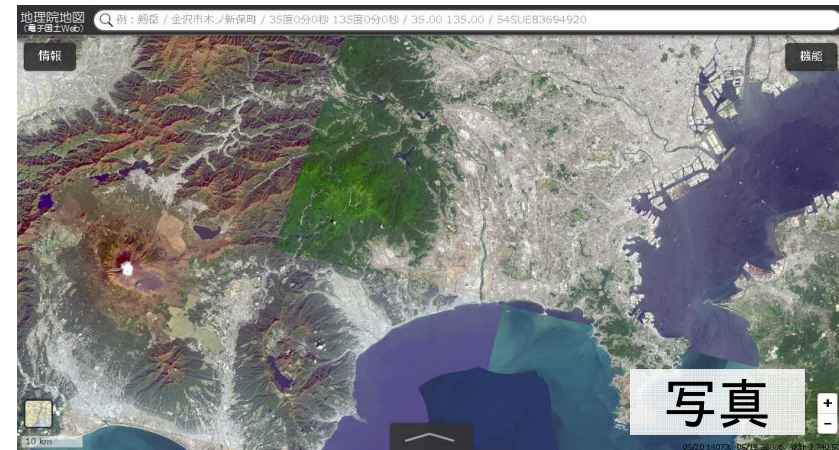 地理院地図
(電子国土Web)
例：剱岳 / 金沢市木ノ新保町 / 35度0分0秒 135度0分0秒 / 35.00 135.00 / 54SUE83694920
情報
機能
写真
+
-
10 km